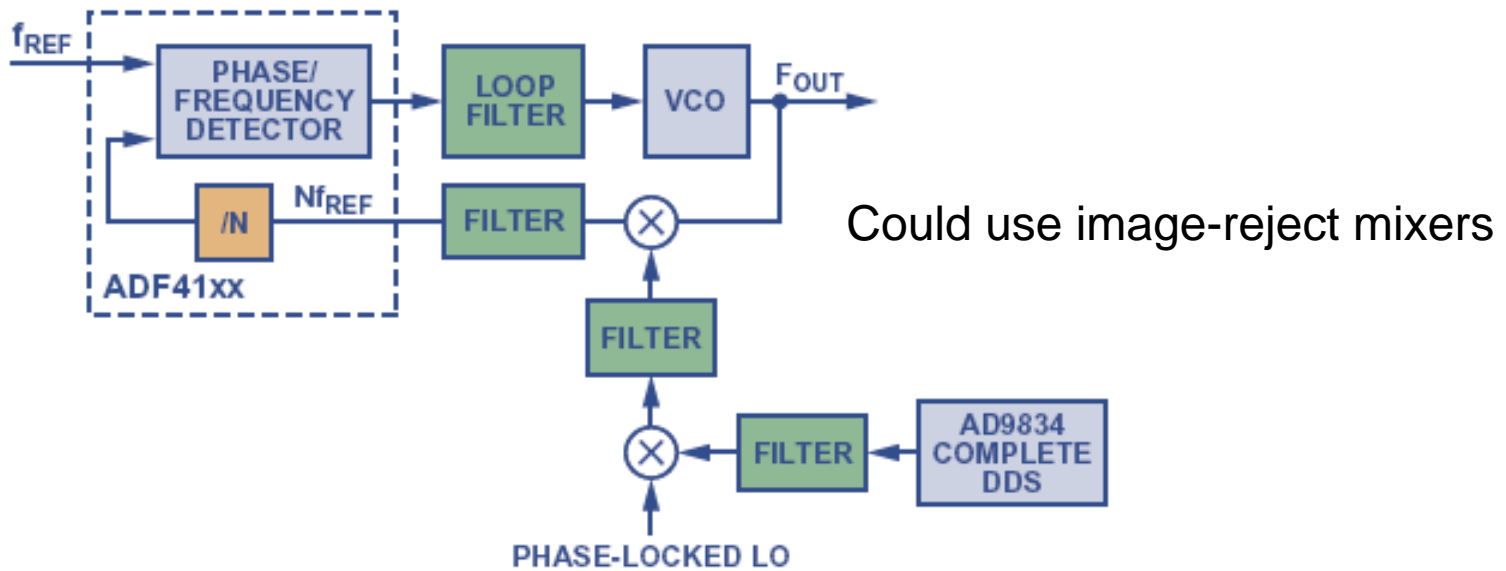 fREF
PHASE/
FREQUENCY
DETECTOR
LOOP
FILTER
VCO
FOUT
/N
NfREF
FILTER
Could use image-reject mixers
ADF41xx
FILTER
FILTER
AD9834
COMPLETE
DDS
PHASE-LOCKED LO